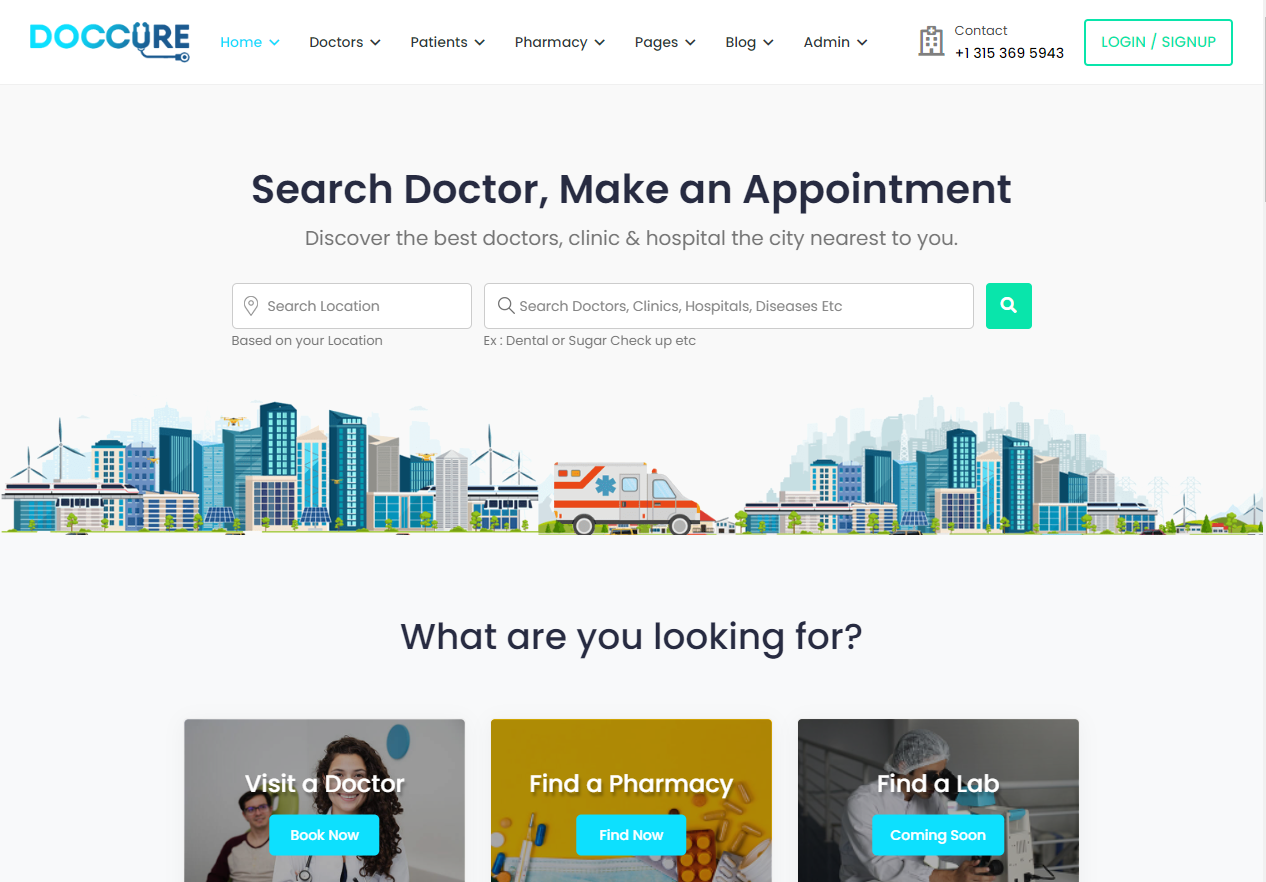 DOCCURE
Home
Doctors
Patients
Pharmacy
Pages
Blog
Admin
Contact
+1 315 369 5943
LOGIN / SIGNUP
Search Doctor, Make an Appointment
Discover the best doctors, clinic & hospital the city nearest to you.
Search Location
Search Doctors, Clinics, Hospitals, Diseases Etc
Based on your Location
Ex : Dental or Sugar Check up etc
What are you looking for?
Visit a Doctor
Book Now
Find a Pharmacy
Find Now
Find a Lab
Coming Soon